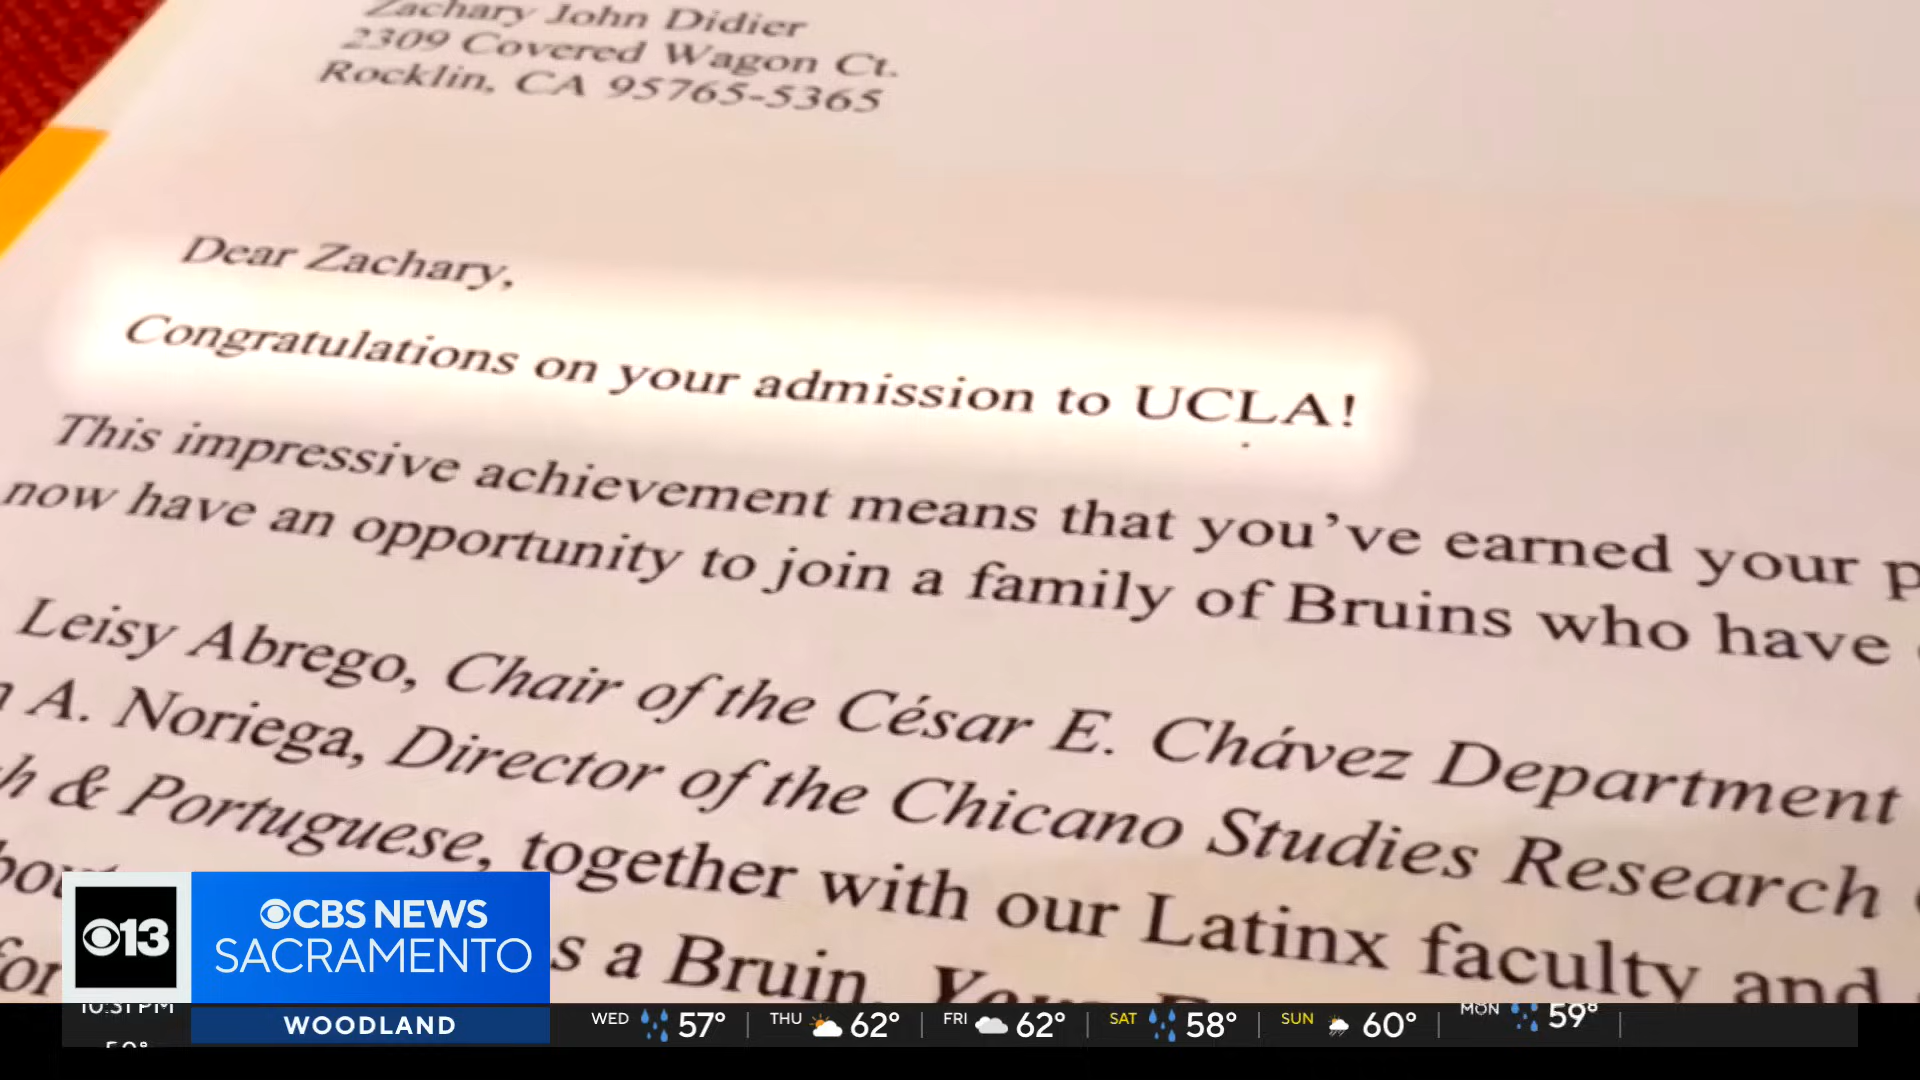 Zachary John Didier
2309 Covered Wagon Ct.
Rocklin, CA 95765-5365
Dear Zachary,
Congratulations on your admission to UCLA!
This impressive achievement means that you’ve earned your p
now have an opportunity to join a family of Bruins who have
Leisy Abrego, Chair of the César E. Chávez Department
A. Noriega, Director of the Chicano Studies Research
h & Portuguese, together with our Latinx faculty and
for s a Bruin.
13
CBS NEWS
SACRAMENTO
10:31 PM
WOODLAND
WED 57° THU 62° FRI 62° SAT 58° SUN 60° MON 59°